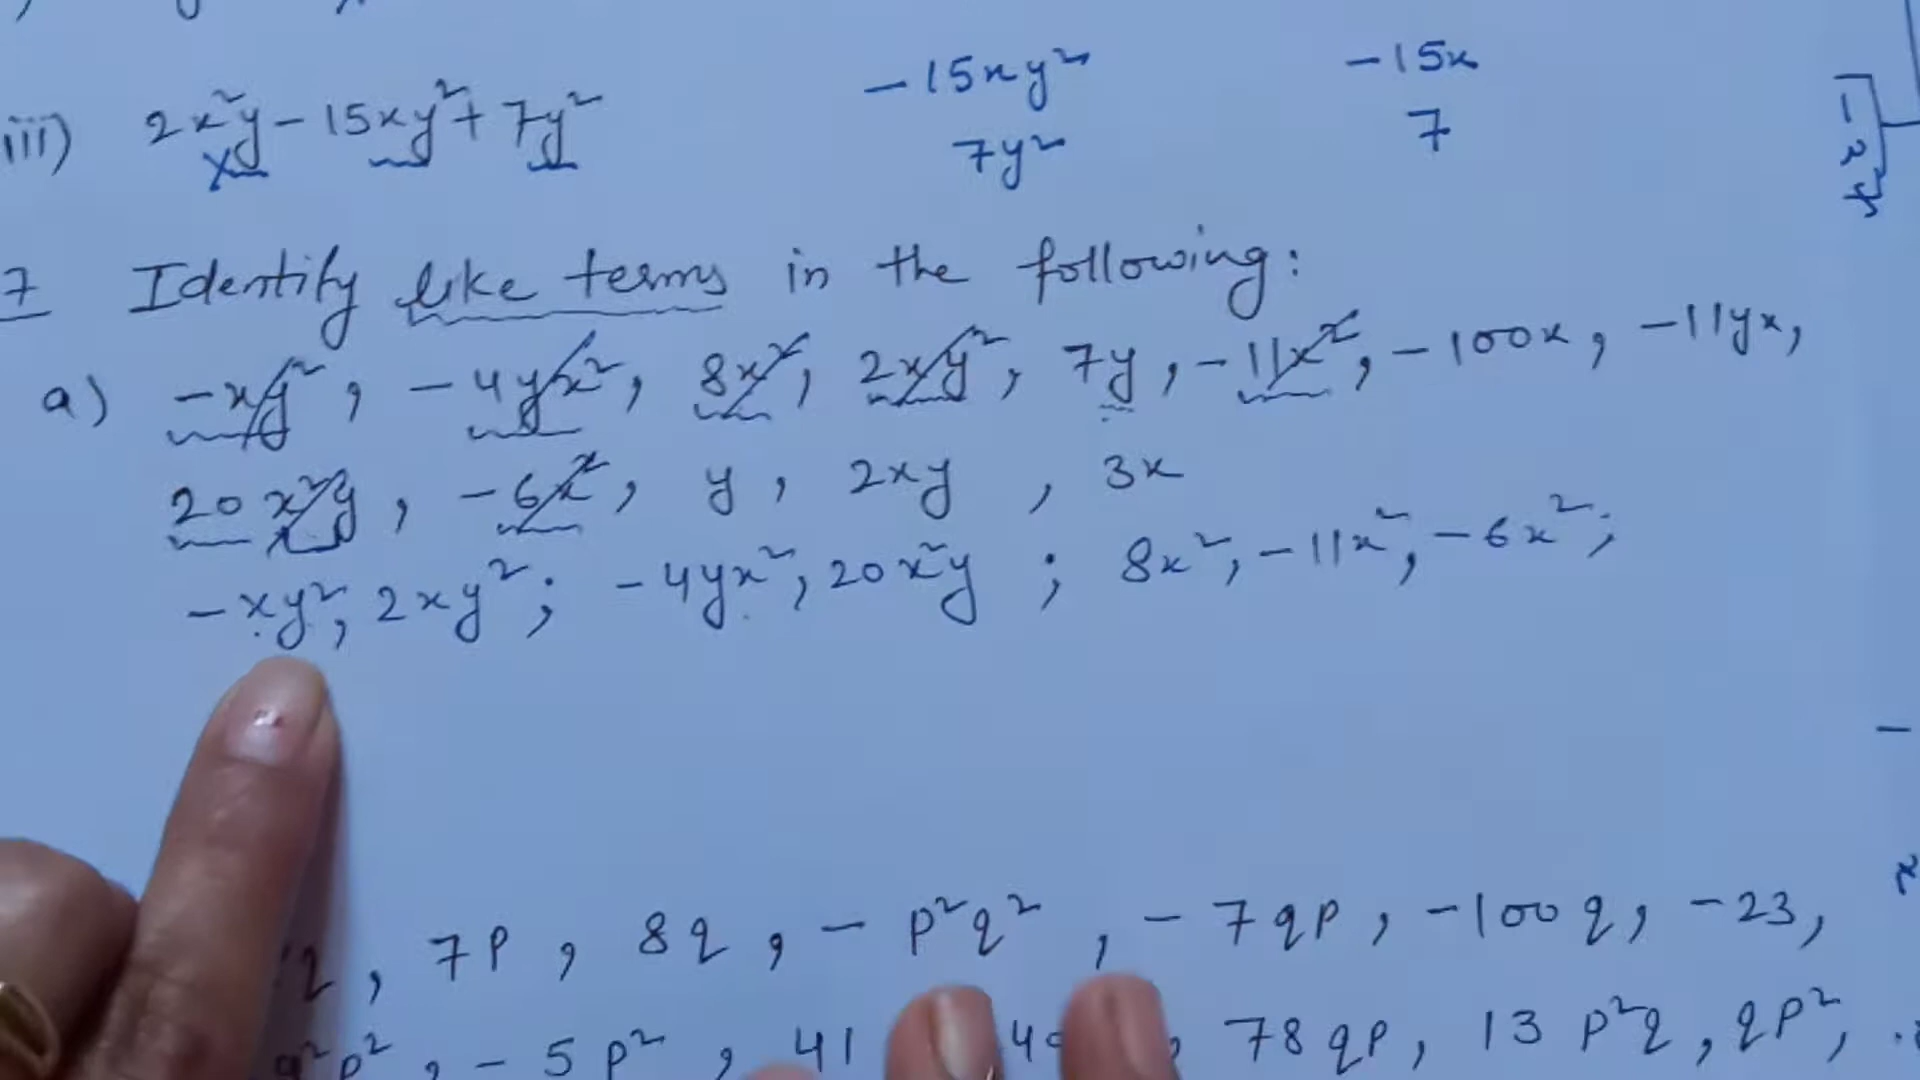 iii) 2x²y - 15xy² + 7y² -15xy² -15x
7y² 7
7 Identify like terms in the following:
a) -xy², -4yx², 8x², 2xy², 7y, -11x², -100x, -11yx,
20x²y, -6x², y, 2xy, 3x
-xy², 2xy²; -4yx², 20x²y; 8x², -11x², -6x²;
q, 7p, 8q, -p²q², -7qp, -100q, -23,
q²p², -5p², 41, 78qp, 13p²q, qp²,